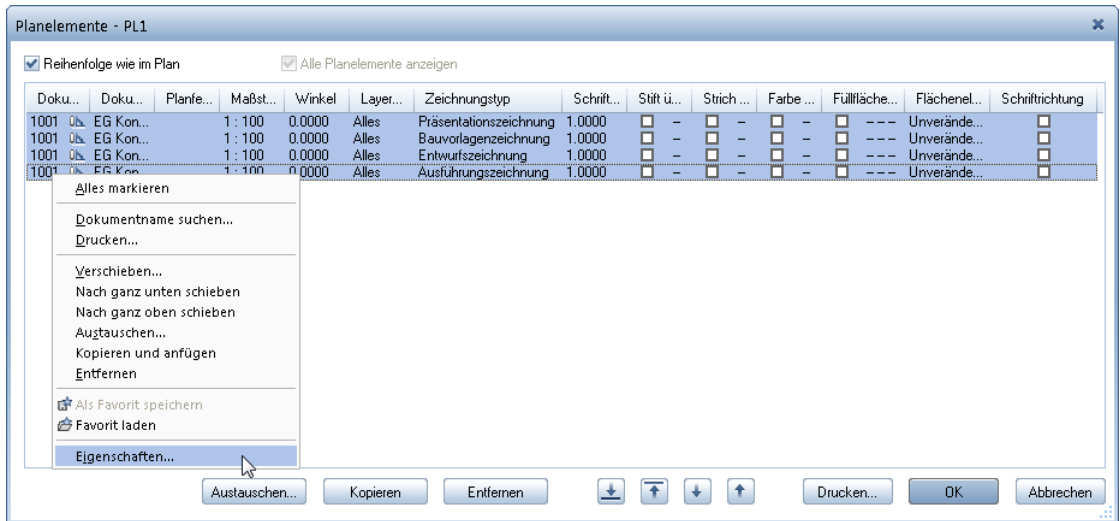 Planelemente - PL1
Reihenfolge wie im Plan Alle Planelemente anzeigen
Doku... Doku... Planfe... Maßst... Winkel Layer... Zeichnungstyp Schrift... Stift ü... Strich ... Farbe ... Füllfläche... Flächenel... Schriftrichtung
1001 EG Kon... 1 : 100 0.0000 Alles Präsentationszeichnung 1.0000 – – – --- Unverände...
1001 EG Kon... 1 : 100 0.0000 Alles Bauvorlagenzeichnung 1.0000 – – – --- Unverände...
1001 EG Kon... 1 : 100 0.0000 Alles Entwurfszeichnung 1.0000 – – – --- Unverände...
1001 EG Kon... 1 : 100 0.0000 Alles Ausführungszeichnung 1.0000 – – – --- Unverände...
Alles markieren
Dokumentname suchen...
Drucken...
Verschieben...
Nach ganz unten schieben
Nach ganz oben schieben
Austauschen...
Kopieren und anfügen
Entfernen
Als Favorit speichern
Favorit laden
Eigenschaften...
Austauschen... Kopieren Entfernen Drucken... OK Abbrechen